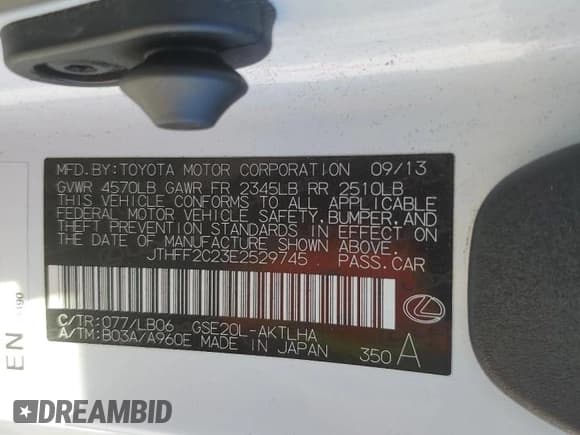 MFD.BY:TOYOTA MOTOR CORPORATION 09/13
GVWR 4570LB GAWR FR 2345LB RR 2510LB
THIS VEHICLE CONFORMS TO ALL APPLICABLE
FEDERAL MOTOR VEHICLE SAFETY,BUMPER,AND
THEFT PREVENTION STANDARDS IN EFFECT ON
THE DATE OF MANUFACTURE SHOWN ABOVE.
JTHFF2C23E2529745 PASS.CAR
C/TR:077/LB06 GSE20L-AKTLHA
A/TM:B03A/A960E MADE IN JAPAN 350 A
EN
DREAMBID